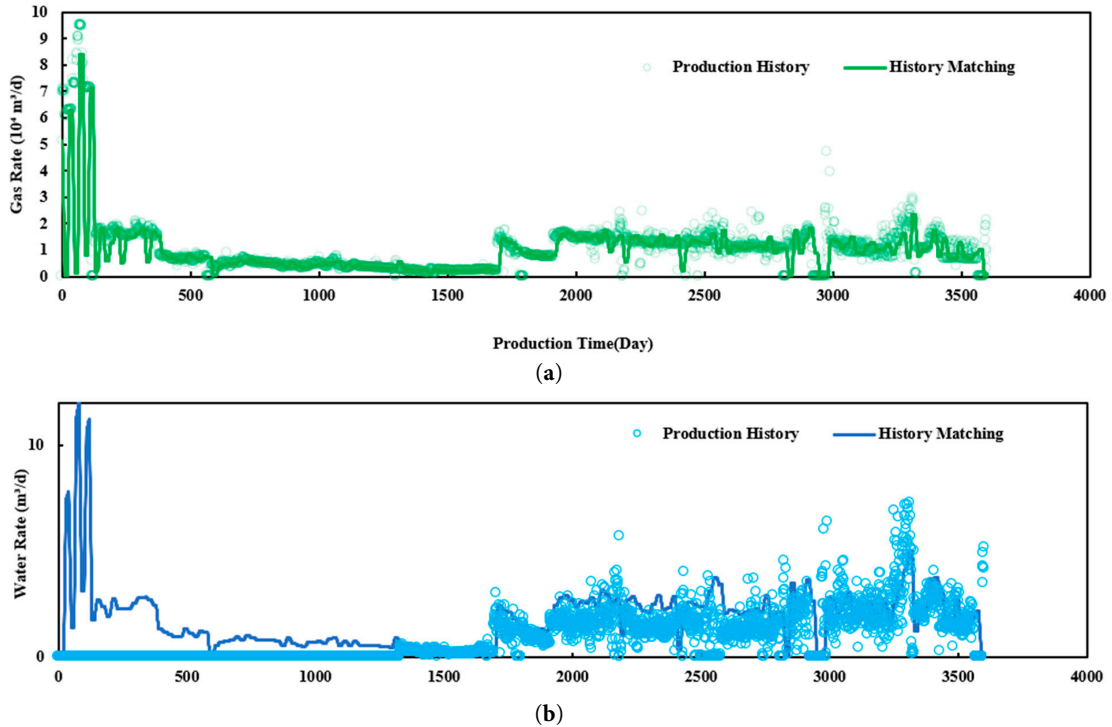 10
9
8
7
6
5
4
3
2
1
0
Gas Rate (10⁴ m³/d)
Production History
History Matching
0 500 1000 1500 2000 2500 3000 3500 4000
Production Time(Day)
(a)
10
0
Water Rate (m³/d)
Production History
History Matching
0 500 1000 1500 2000 2500 3000 3500 4000
(b)